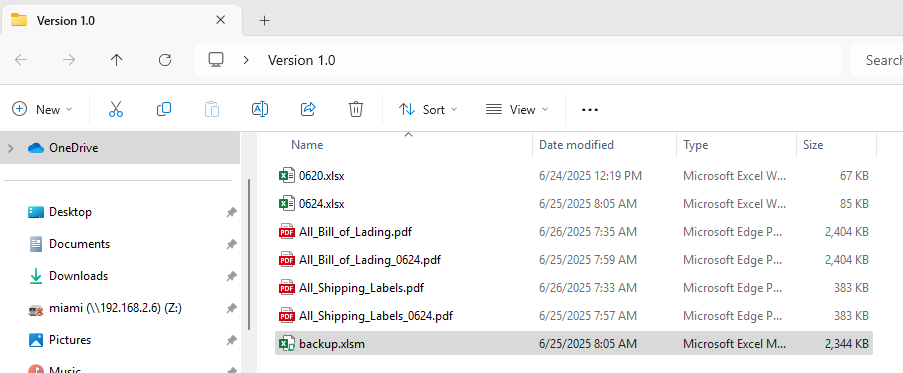 Version 1.0
Version 1.0 Search
New Sort View
OneDrive
Desktop
Documents
Downloads
miami (\\192.168.2.6) (Z:)
Pictures
Music
Name Date modified Type Size
0620.xlsx 6/24/2025 12:19 PM Microsoft Excel W... 67 KB
0624.xlsx 6/25/2025 8:05 AM Microsoft Excel W... 85 KB
PDF All_Bill_of_Lading.pdf 6/26/2025 7:35 AM Microsoft Edge P... 2,404 KB
PDF All_Bill_of_Lading_0624.pdf 6/25/2025 7:59 AM Microsoft Edge P... 2,404 KB
PDF All_Shipping_Labels.pdf 6/26/2025 7:33 AM Microsoft Edge P... 383 KB
PDF All_Shipping_Labels_0624.pdf 6/25/2025 7:57 AM Microsoft Edge P... 383 KB
backup.xlsm 6/25/2025 8:05 AM Microsoft Excel M... 2,344 KB